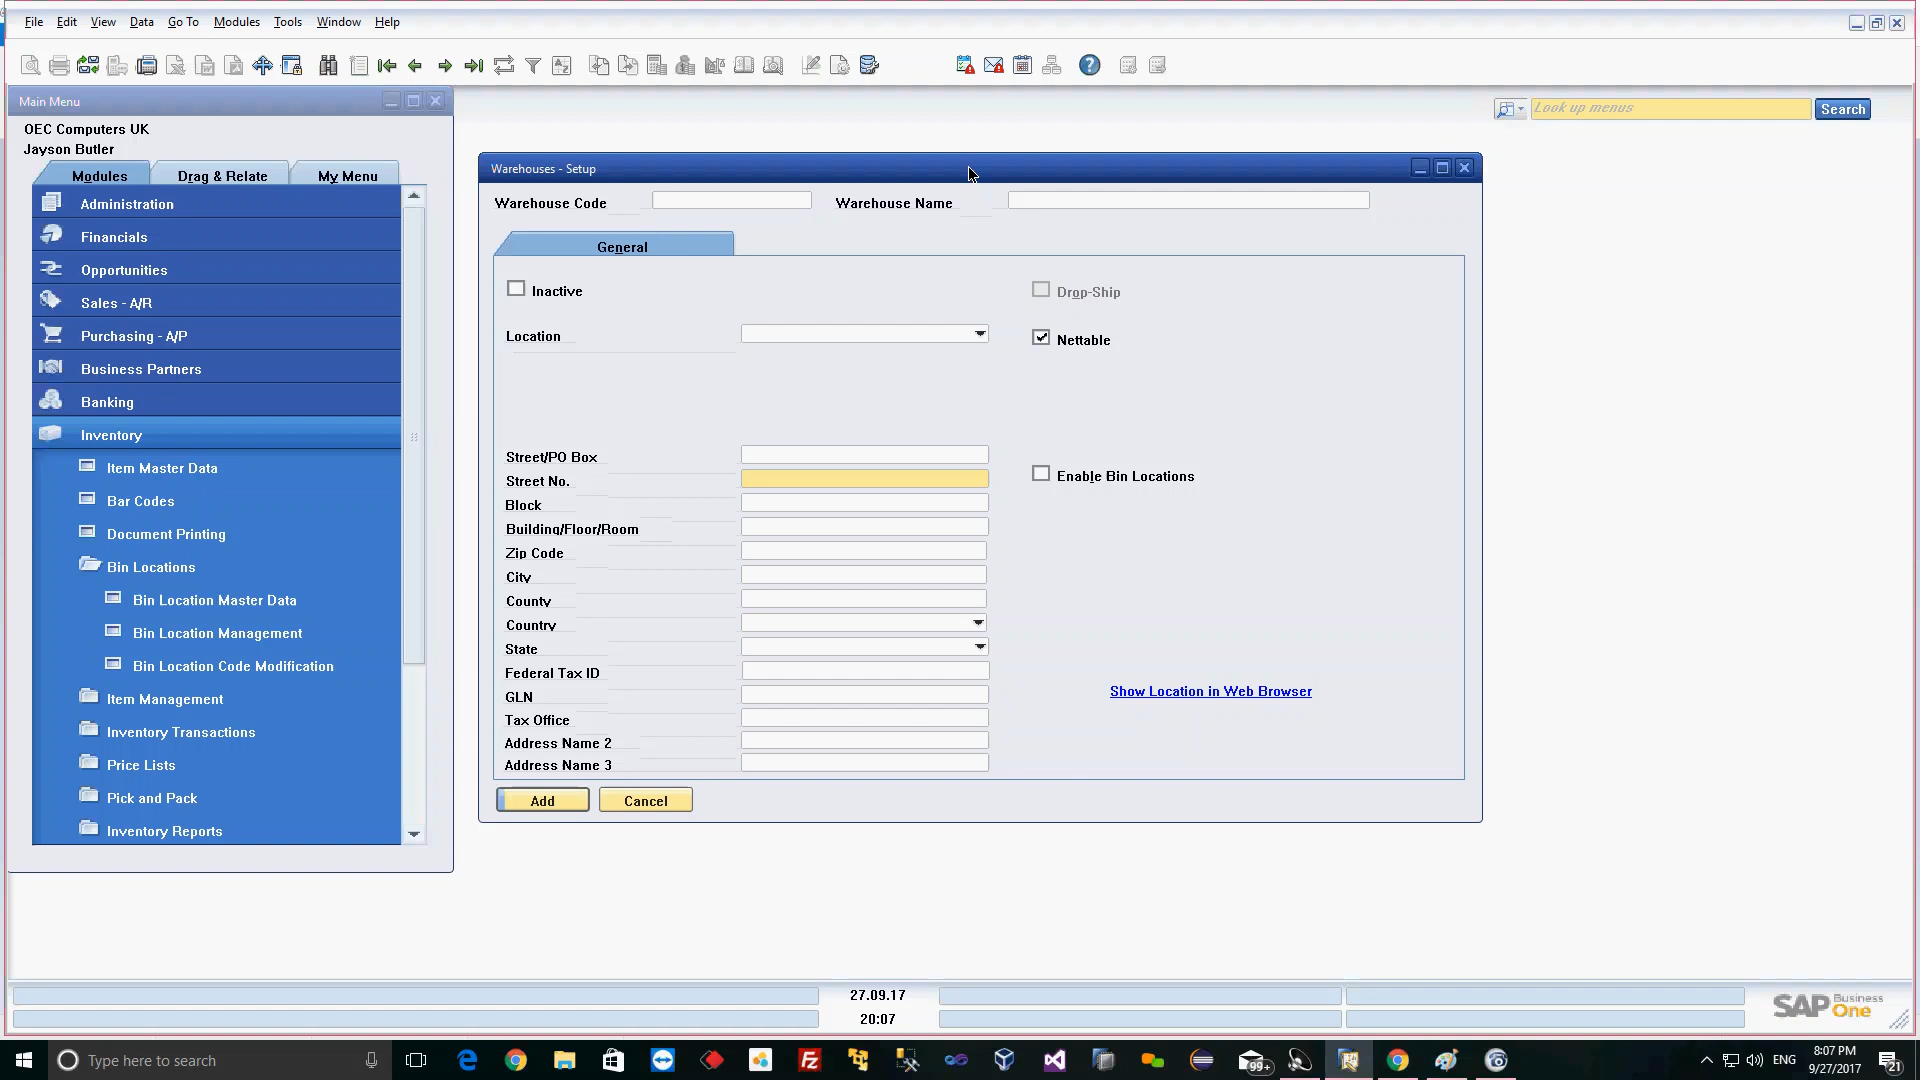 File Edit View Data Go To Modules Tools Window Help
Main Menu
OEC Computers UK
Jayson Butler
Modules Drag & Relate My Menu
Administration
Financials
Opportunities
Sales - A/R
Purchasing - A/P
Business Partners
Banking
Inventory
Item Master Data
Bar Codes
Document Printing
Bin Locations
Bin Location Master Data
Bin Location Management
Bin Location Code Modification
Item Management
Inventory Transactions
Price Lists
Pick and Pack
Inventory Reports
Look up menus Search
Warehouses - Setup
Warehouse Code Warehouse Name
General
Inactive Drop-Ship
Location Nettable
Street/PO Box
Street No. Enable Bin Locations
Block
Building/Floor/Room
Zip Code
City
County
Country
State
Federal Tax ID
GLN Show Location in Web Browser
Tax Office
Address Name 2
Address Name 3
Add Cancel
27.09.17
20:07
SAP Business One
Type here to search
99+
ENG
8:07 PM
9/27/2017
21